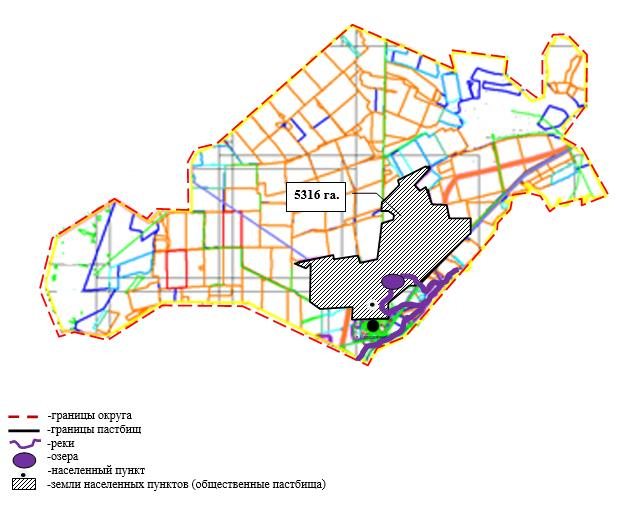 5316 га.
-границы округа
-границы пастбищ
-реки
-озера
-населенный пункт
-земли населенных пунктов (общественные пастбища)